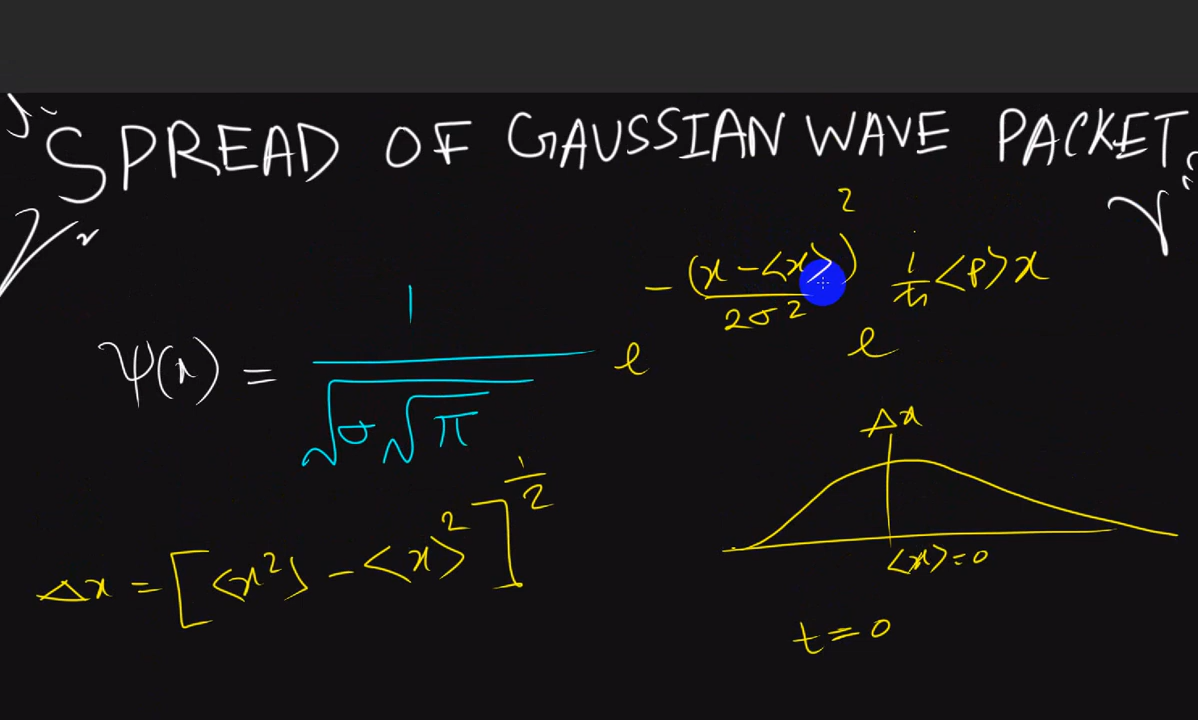 SPREAD OF GAUSSIAN WAVE PACKET
ψ(x) = 1/√(σ√π) e^(-(x-<x>)²/2σ²) e^(i/ħ <p>x)
Δx
<x>=0
Δx = [<x²> - <x>²]^(1/2)
t=0